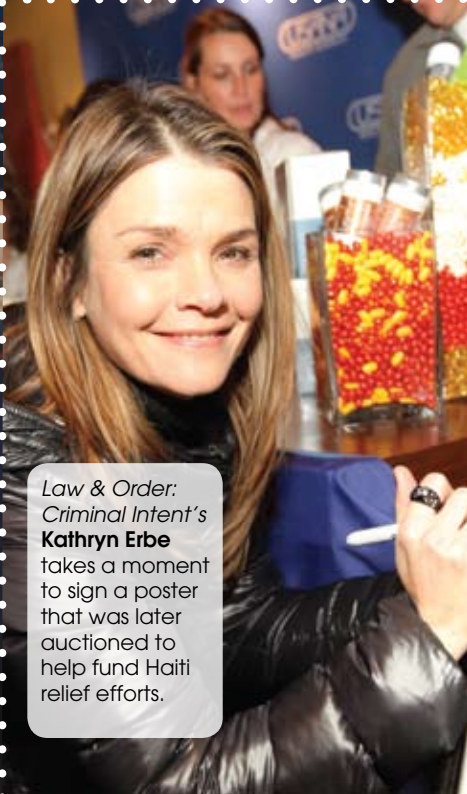 Law & Order:
Criminal Intent's
Kathryn Erbe
takes a moment
to sign a poster
that was later
auctioned to
help fund Haiti
relief efforts.